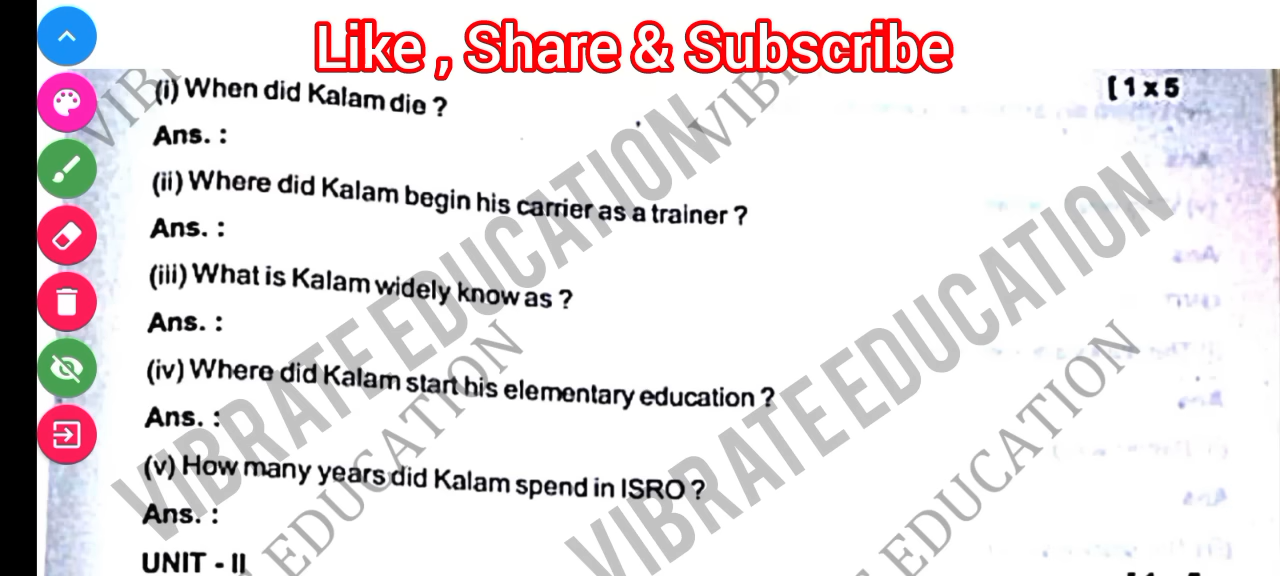 Like , Share & Subscribe
(i) When did Kalam die ? [ 1 x 5
Ans. :
(ii) Where did Kalam begin his carrier as a trainer ?
Ans. :
(iii) What is Kalam widely know as ?
Ans. :
(iv) Where did Kalam start his elementary education ?
Ans. :
(v) How many years did Kalam spend in ISRO ?
Ans. :
UNIT - II
VIBRATE EDUCATION
VIBRATE EDUCATION
EDUCATION
EDUCATION
VIBR
VIB